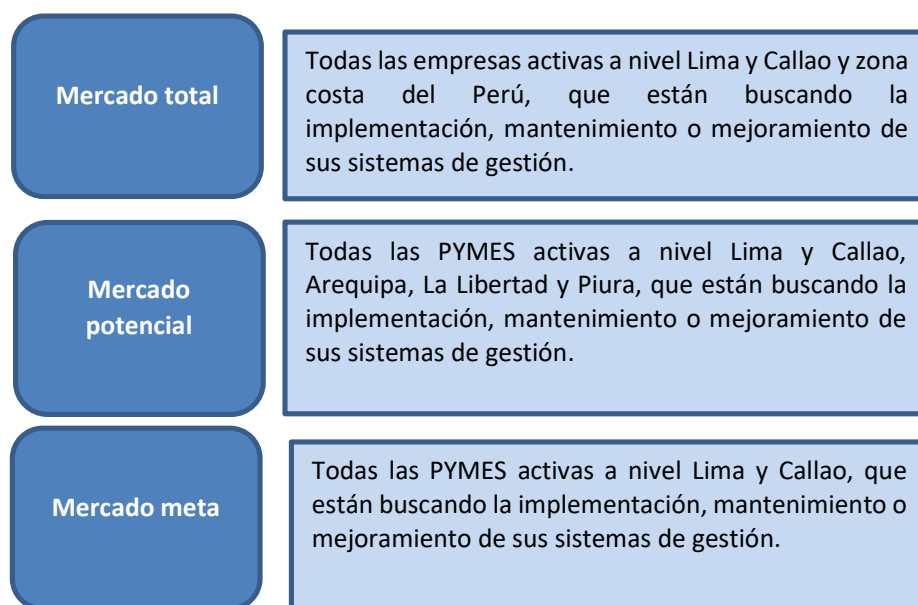 Mercado total
Todas las empresas activas a nivel Lima y Callao y zona
costa del Perú, que están buscando la
implementación, mantenimiento o mejoramiento de
sus sistemas de gestión.
Mercado
potencial
Todas las PYMES activas a nivel Lima y Callao,
Arequipa, La Libertad y Piura, que están buscando la
implementación, mantenimiento o mejoramiento de
sus sistemas de gestión.
Mercado meta
Todas las PYMES activas a nivel Lima y Callao, que
están buscando la implementación, mantenimiento o
mejoramiento de sus sistemas de gestión.